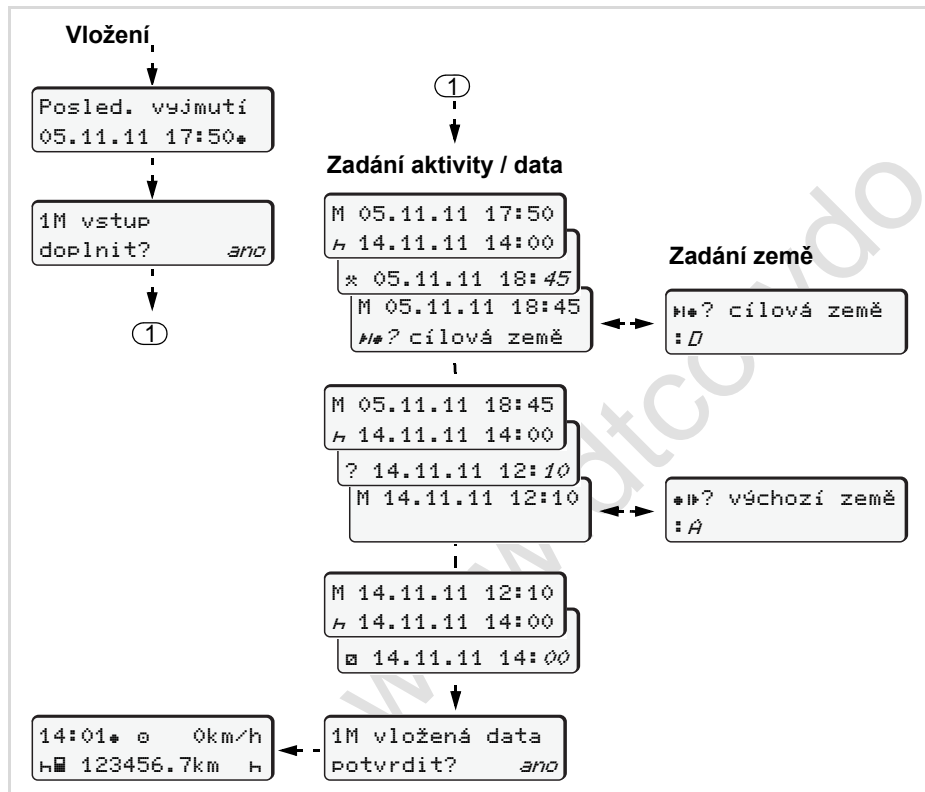 Vložení
Posled. vyjmutí
05.11.11 17:50
1M vstup
doplnit? ano
1
1
Zadání aktivity / data
M 05.11.11 17:50
14.11.11 14:00
05.11.11 18:45
M 05.11.11 18:45
? cílová země
Zadání země
? cílová země
:D
M 05.11.11 18:45
14.11.11 14:00
? 14.11.11 12:10
M 14.11.11 12:10
? výchozí země
:A
M 14.11.11 12:10
14.11.11 14:00
14.11.11 14:00
1M vložená data
potvrdit? ano
14:01 0km/h
123456.7km